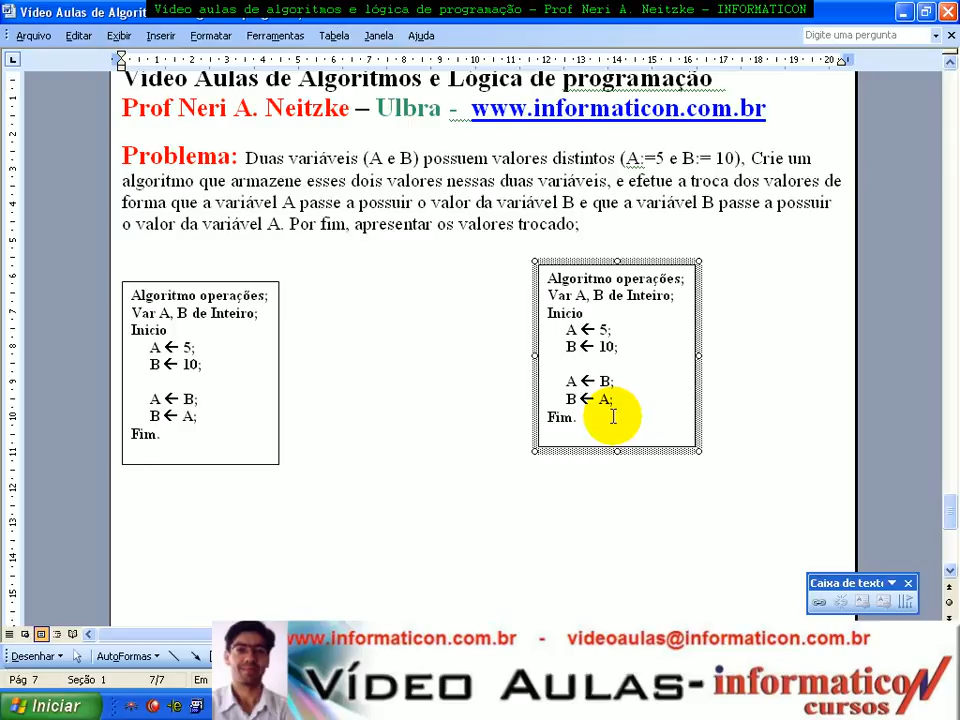 Vídeo aulas de algoritmos e lógica de programação – Prof Neri A. Neitzke – INFORMATICON
Vídeo Aulas de Algori
Arquivo Editar Exibir Inserir Formatar Ferramentas Tabela Janela Ajuda
Digite uma pergunta
Vídeo Aulas de Algoritmos e Lógica de programação
Prof Neri A. Neitzke – Ulbra - www.informaticon.com.br
Problema: Duas variáveis (A e B) possuem valores distintos (A:=5 e B:= 10), Crie um
algoritmo que armazene esses dois valores nessas duas variáveis, e efetue a troca dos valores de
forma que a variável A passe a possuir o valor da variável B e que a variável B passe a possuir
o valor da variável A. Por fim, apresentar os valores trocado;
Algoritmo operações;
Var A, B de Inteiro;
Inicio
A ← 5;
B ← 10;
A ← B;
B ← A;
Fim.
Algoritmo operações;
Var A, B de Inteiro;
Inicio
A ← 5;
B ← 10;
A ← B;
B ← A;
Fim.
Caixa de text
www.informaticon.com.br - videoaulas@informaticon.com.br
Desenhar AutoFormas
Vídeo Aulas- informaticon
cursos
Pág 7 Seção 1 7/7 Em
Iniciar